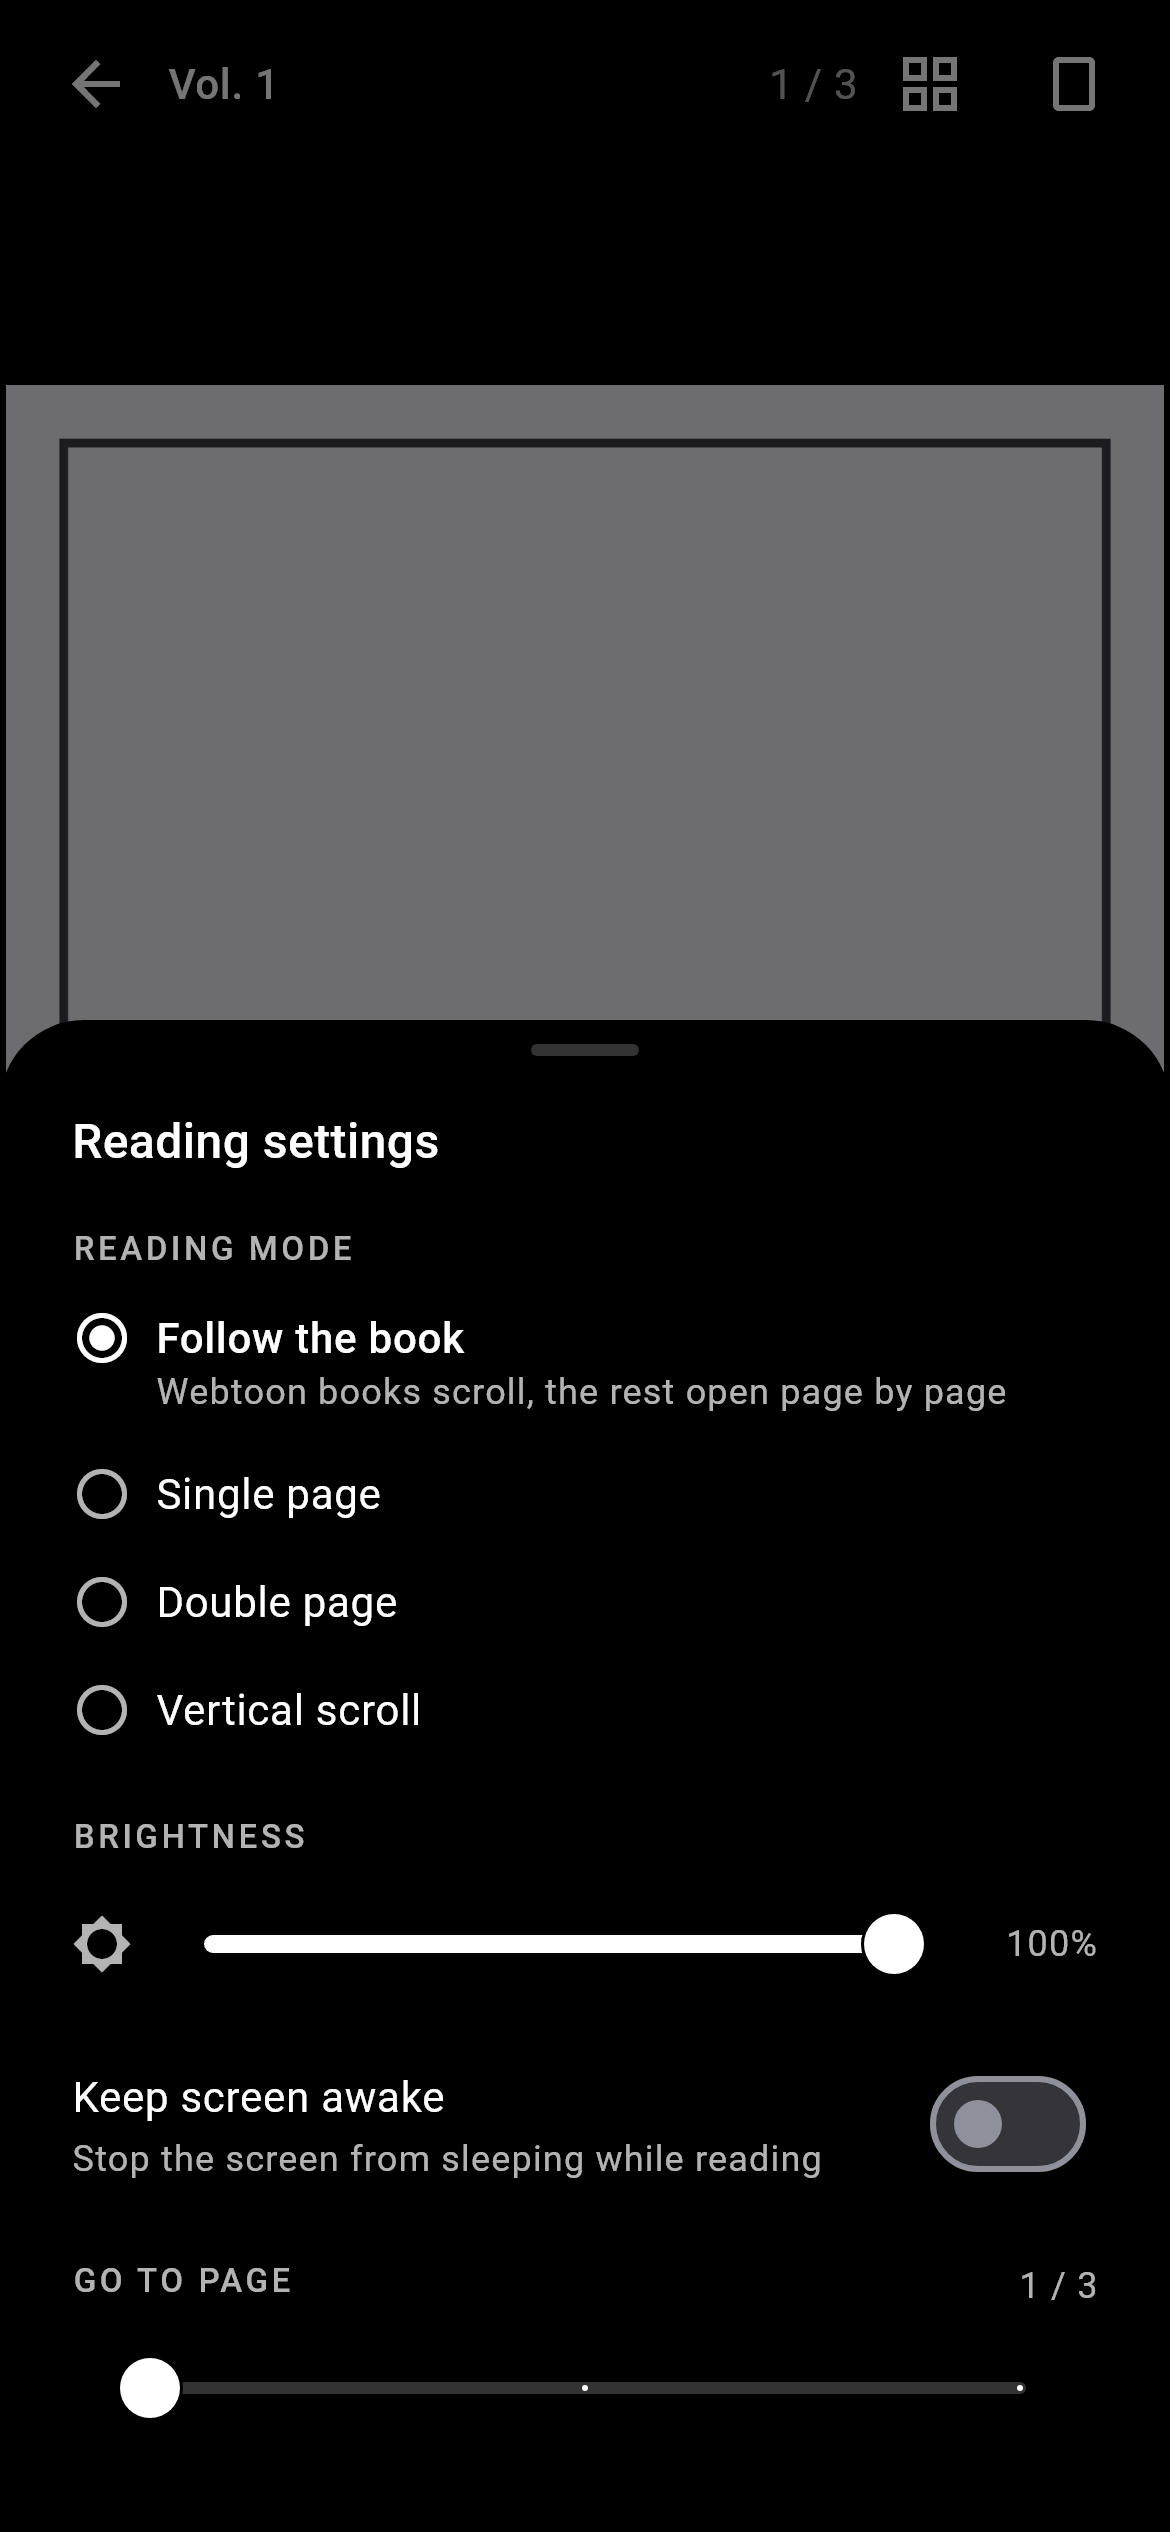 Vol. 1
1 / 3
Reading settings
READING MODE
Follow the book
Webtoon books scroll, the rest open page by page
Single page
Double page
Vertical scroll
BRIGHTNESS
100%
Keep screen awake
Stop the screen from sleeping while reading
GO TO PAGE
1 / 3